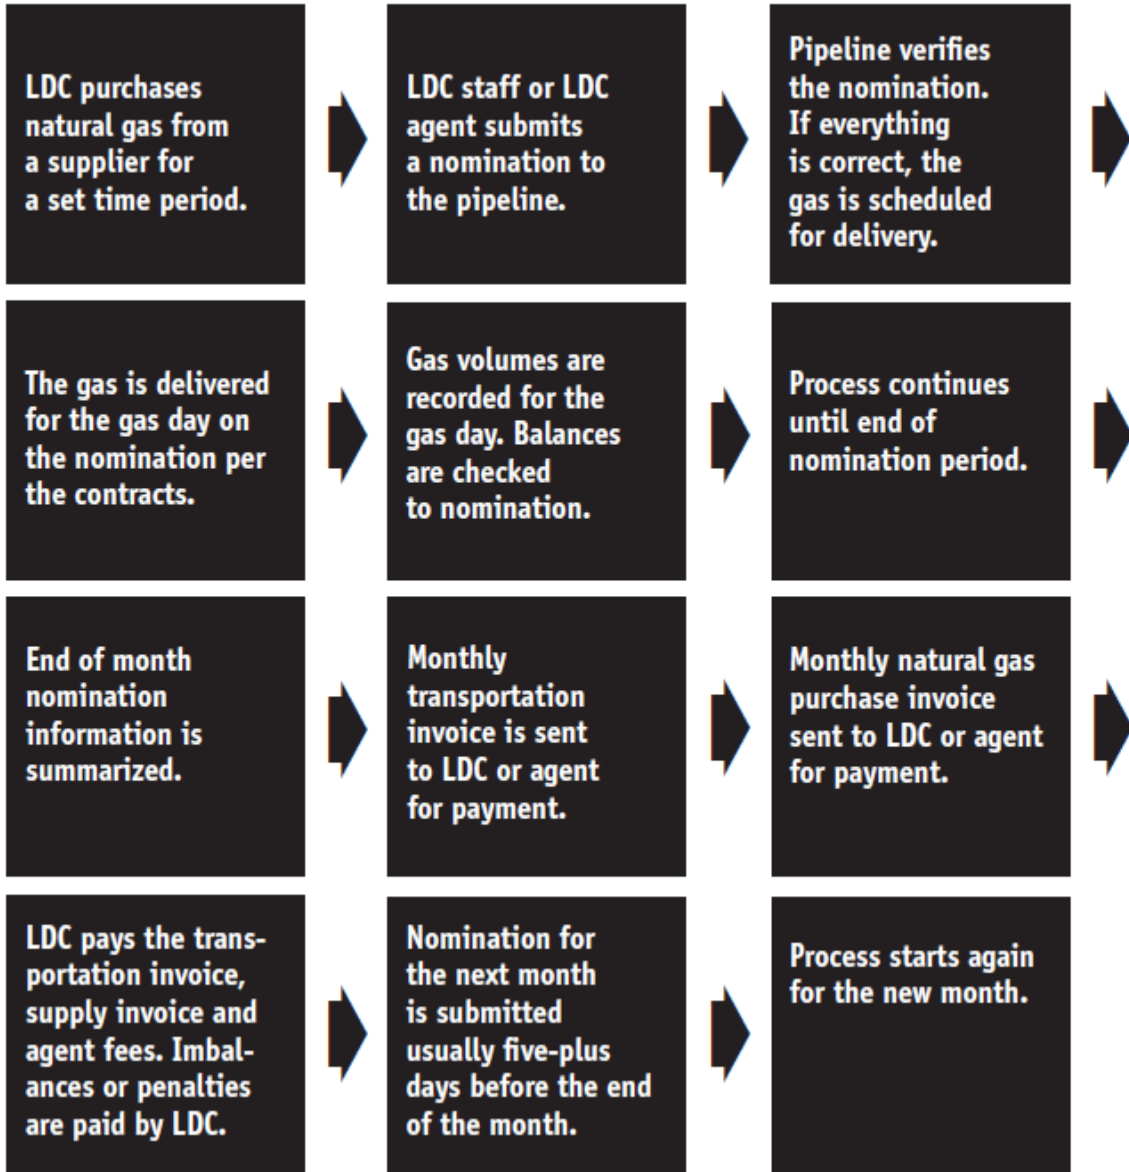 LDC purchases
natural gas from
a supplier for
a set time period.
LDC staff or LDC
agent submits
a nomination to
the pipeline.
Pipeline verifies
the nomination.
If everything
is correct, the
gas is scheduled
for delivery.
The gas is delivered
for the gas day on
the nomination per
the contracts.
Gas volumes are
recorded for the
gas day. Balances
are checked
to nomination.
Process continues
until end of
nomination period.
End of month
nomination
information is
summarized.
Monthly
transportation
invoice is sent
to LDC or agent
for payment.
Monthly natural gas
purchase invoice
sent to LDC or agent
for payment.
LDC pays the trans-
portation invoice,
supply invoice and
agent fees. Imbal-
ances or penalties
are paid by LDC.
Nomination for
the next month
is submitted
usually five-plus
days before the end
of the month.
Process starts again
for the new month.